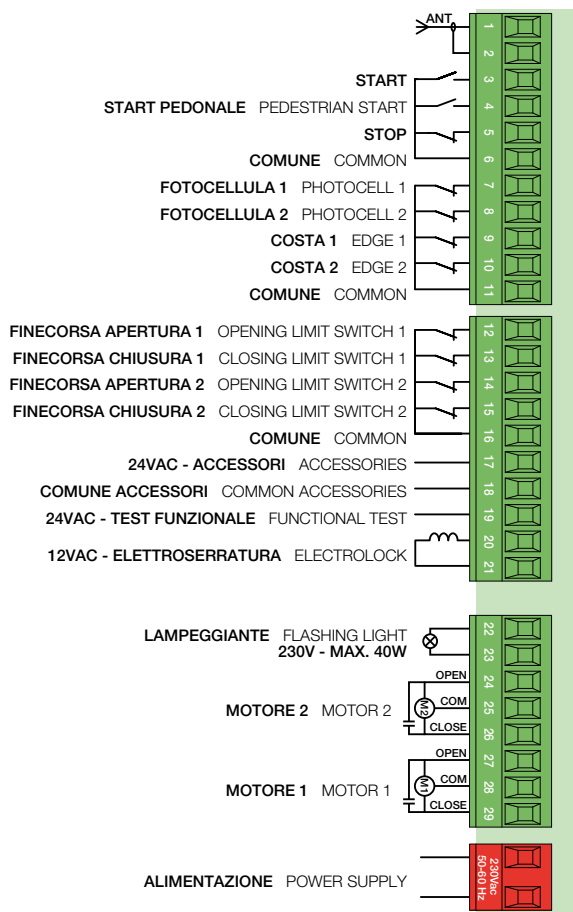 ANT 1
2
START 3
START PEDONALE PEDESTRIAN START 4
STOP 5
COMUNE COMMON 6
FOTOCELLULA 1 PHOTOCELL 1 7
FOTOCELLULA 2 PHOTOCELL 2 8
COSTA 1 EDGE 1 9
COSTA 2 EDGE 2 10
COMUNE COMMON 11
FINECORSA APERTURA 1 OPENING LIMIT SWITCH 1 12
FINECORSA CHIUSURA 1 CLOSING LIMIT SWITCH 1 13
FINECORSA APERTURA 2 OPENING LIMIT SWITCH 2 14
FINECORSA CHIUSURA 2 CLOSING LIMIT SWITCH 2 15
COMUNE COMMON 16
24VAC - ACCESSORI ACCESSORIES 17
COMUNE ACCESSORI COMMON ACCESSORIES 18
24VAC - TEST FUNZIONALE FUNCTIONAL TEST 19
20
12VAC - ELETTROSERRATURA ELECTROLOCK 21
LAMPEGGIANTE FLASHING LIGHT 22
230V - MAX. 40W 23
OPEN 24
MOTORE 2 MOTOR 2 M2 COM 25
CLOSE 26
OPEN 27
MOTORE 1 MOTOR 1 M1 COM 28
CLOSE 29
ALIMENTAZIONE POWER SUPPLY
230Vac
50-60 Hz